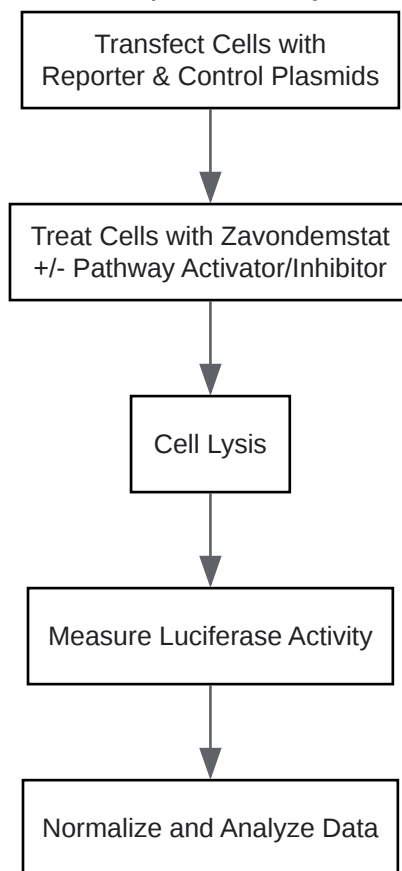 Transfect Cells with
Reporter & Control Plasmids
Treat Cells with Zavondemstat
+/- Pathway Activator/Inhibitor
Cell Lysis
Measure Luciferase Activity
Normalize and Analyze Data